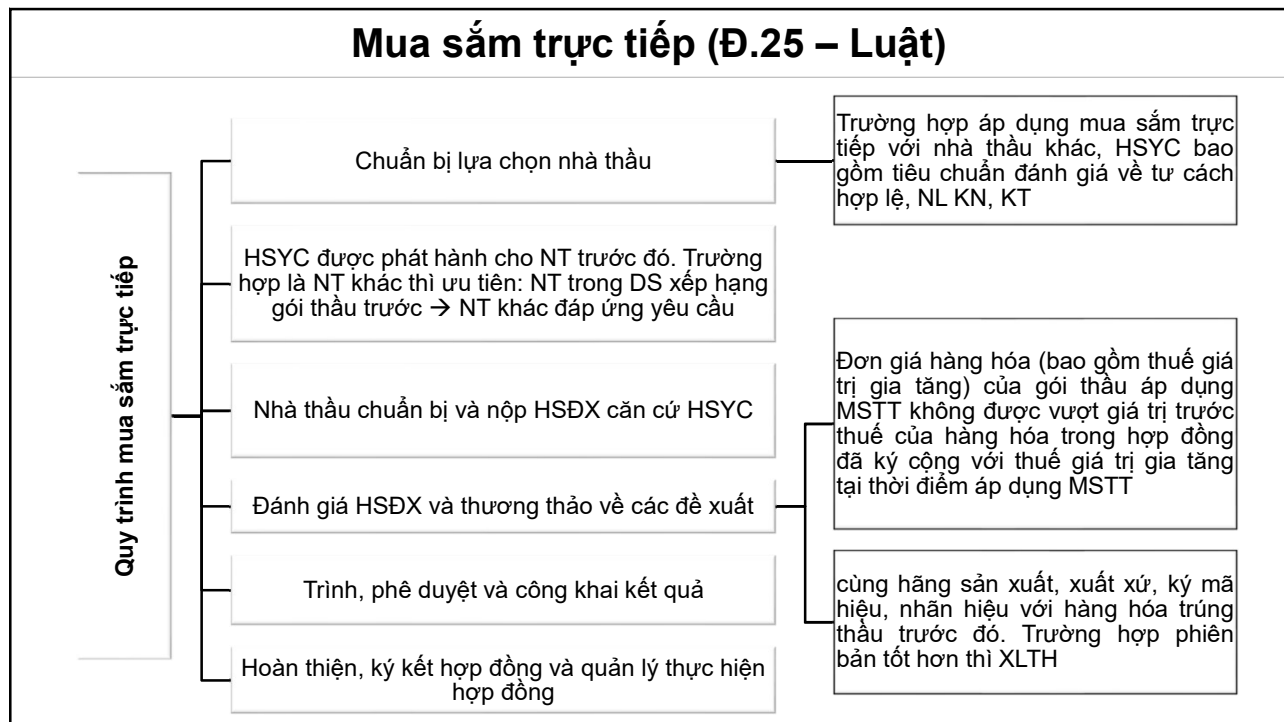 Mua sắm trực tiếp (Đ.25 – Luật)
Quy trình mua sắm trực tiếp
Chuẩn bị lựa chọn nhà thầu
Trường hợp áp dụng mua sắm trực
tiếp với nhà thầu khác, HSYC bao
gồm tiêu chuẩn đánh giá về tư cách
hợp lệ, NL KN, KT
HSYC được phát hành cho NT trước đó. Trường
hợp là NT khác thì ưu tiên: NT trong DS xếp hạng
gói thầu trước → NT khác đáp ứng yêu cầu
Nhà thầu chuẩn bị và nộp HSĐX căn cứ HSYC
Đánh giá HSĐX và thương thảo về các đề xuất
Đơn giá hàng hóa (bao gồm thuế giá
trị gia tăng) của gói thầu áp dụng
MSTT không được vượt giá trị trước
thuế của hàng hóa trong hợp đồng
đã ký cộng với thuế giá trị gia tăng
tại thời điểm áp dụng MSTT
cùng hãng sản xuất, xuất xứ, ký mã
hiệu, nhãn hiệu với hàng hóa trúng
thầu trước đó. Trường hợp phiên
bản tốt hơn thì XLTH
Trình, phê duyệt và công khai kết quả
Hoàn thiện, ký kết hợp đồng và quản lý thực hiện
hợp đồng